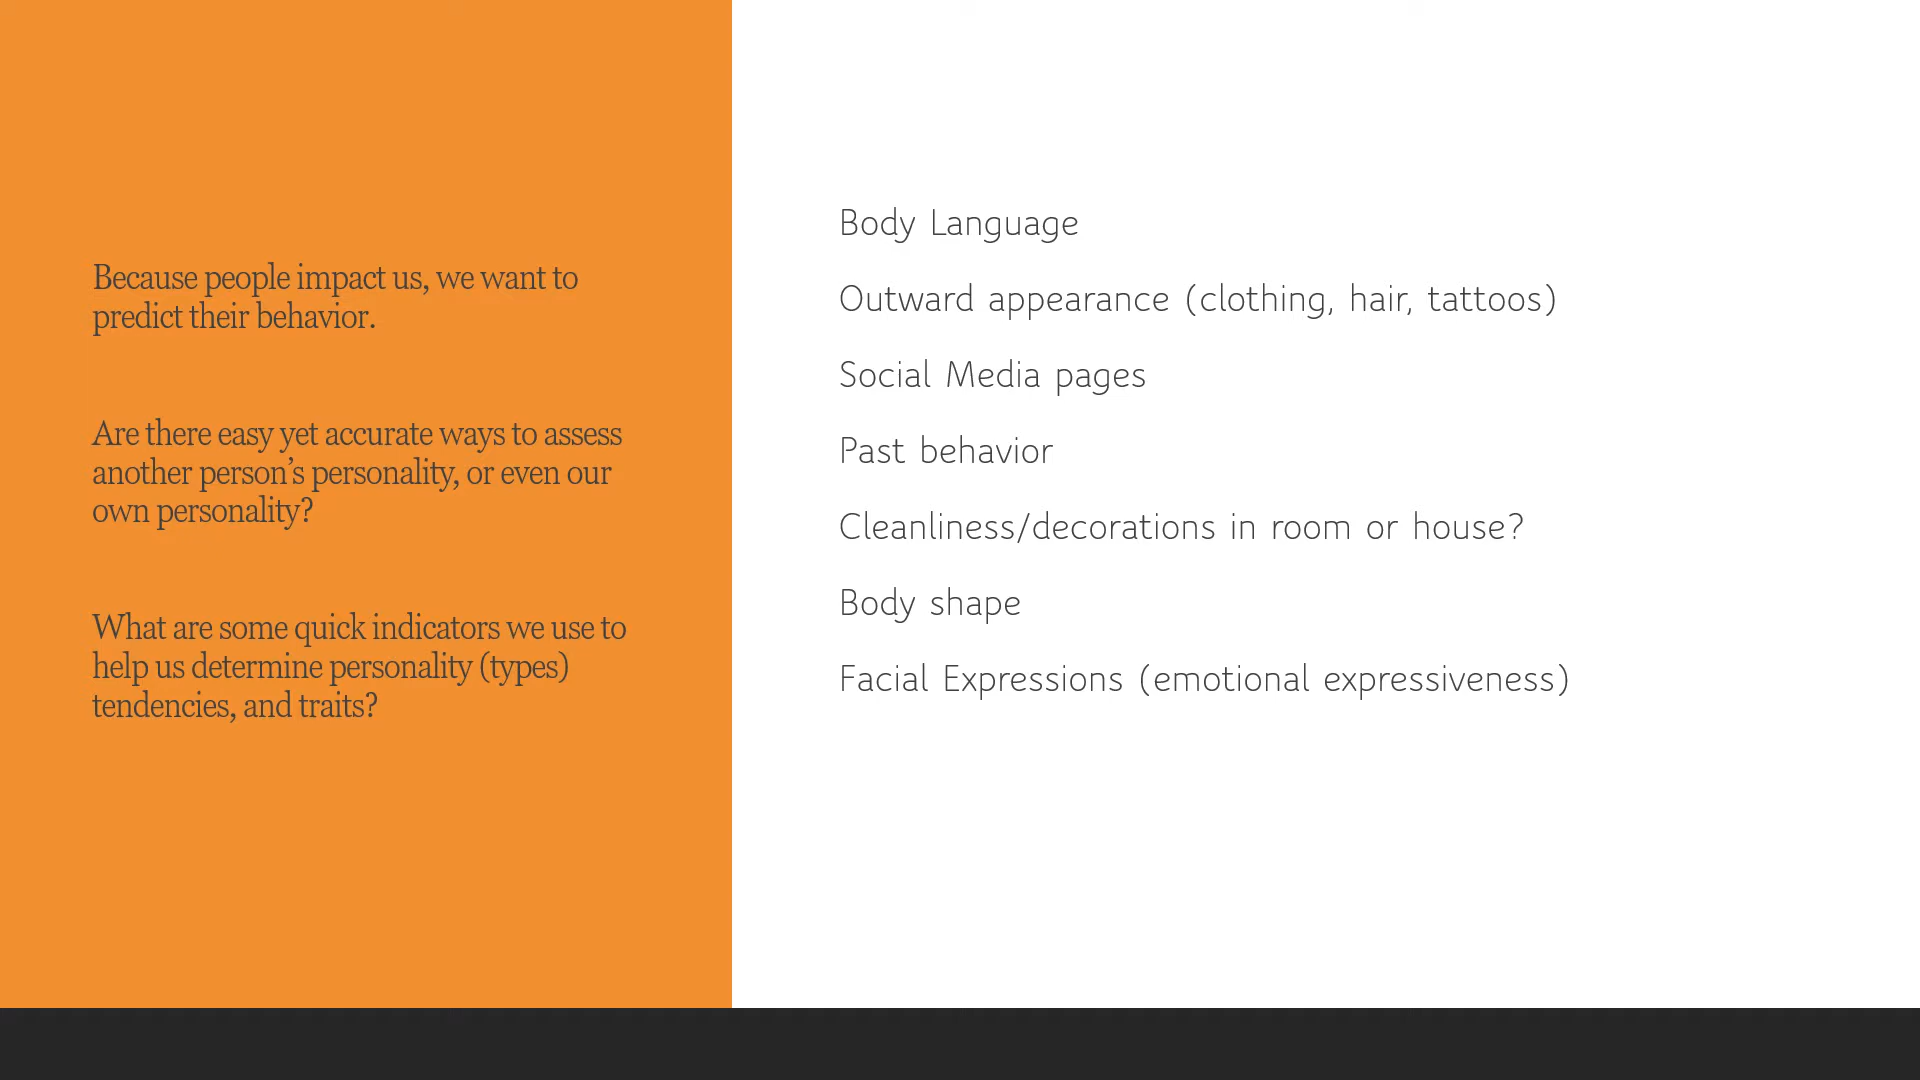 Because people impact us, we want to
predict their behavior.
Are there easy yet accurate ways to assess
another person’s personality, or even our
own personality?
What are some quick indicators we use to
help us determine personality (types)
tendencies, and traits?
Body Language
Outward appearance (clothing, hair, tattoos)
Social Media pages
Past behavior
Cleanliness/decorations in room or house?
Body shape
Facial Expressions (emotional expressiveness)